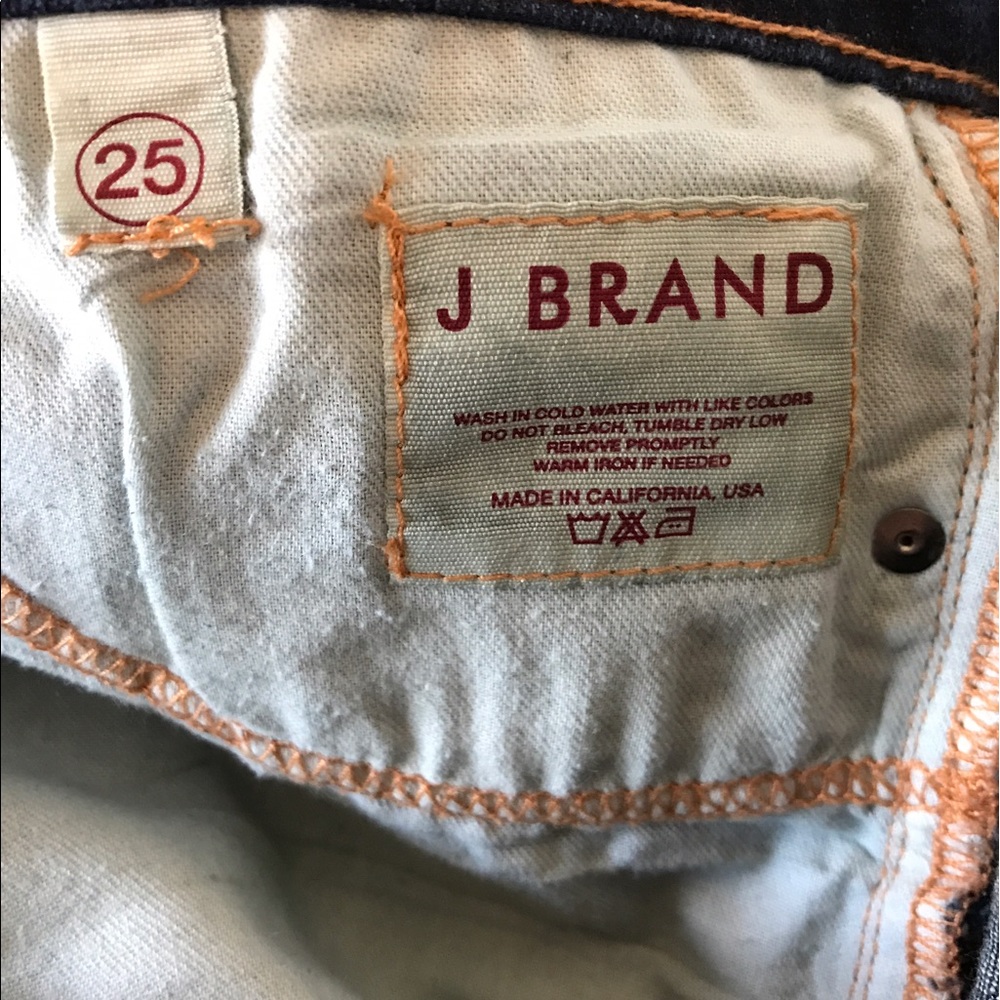 25
J BRAND
WASH IN COLD WATER WITH LIKE COLORS
DO NOT BLEACH, TUMBLE DRY LOW
REMOVE PROMPTLY
WARM IRON IF NEEDED
MADE IN CALIFORNIA, USA